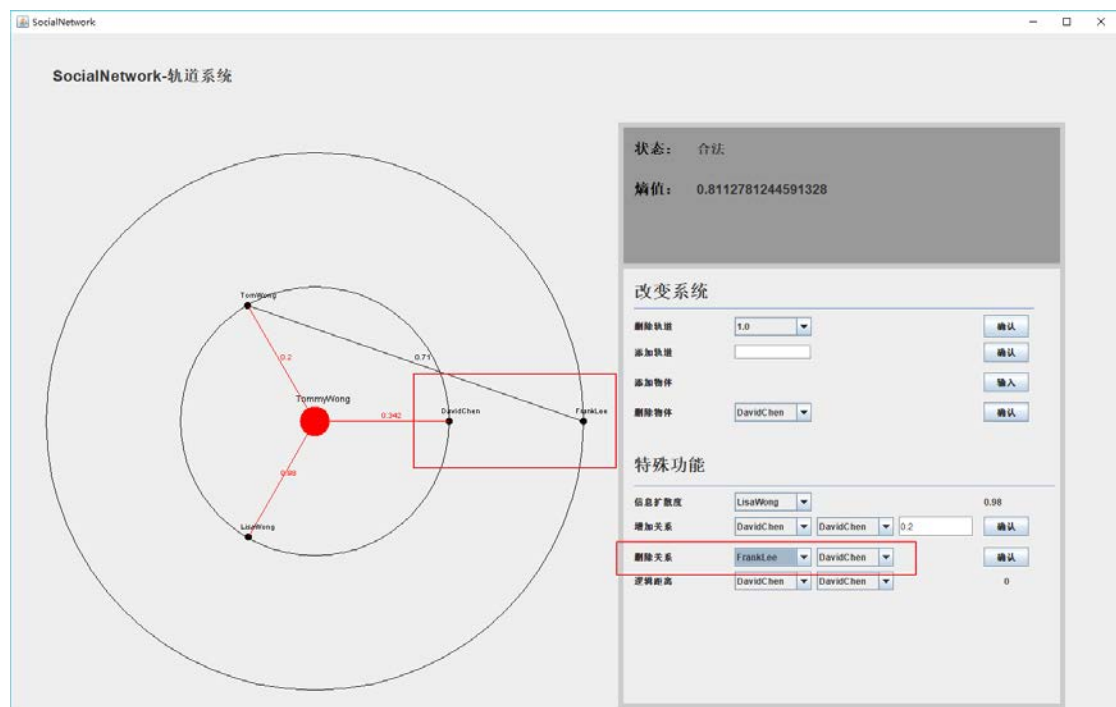 SocialNetwork
SocialNetwork-轨道系统
状态： 合法
熵值： 0.8112781244591328
TomWong
0.2
0.71
TommyWong
0.342
DavidChen
FrankLee
0.98
LisaWong
改变系统
删除轨道 1.0 确认
添加轨道 确认
添加物体 输入
删除物体 DavidChen 确认
特殊功能
信息扩散度 LisaWong 0.98
增加关系 DavidChen DavidChen 0.2 确认
删除关系 FrankLee DavidChen 确认
逻辑距离 DavidChen DavidChen 0